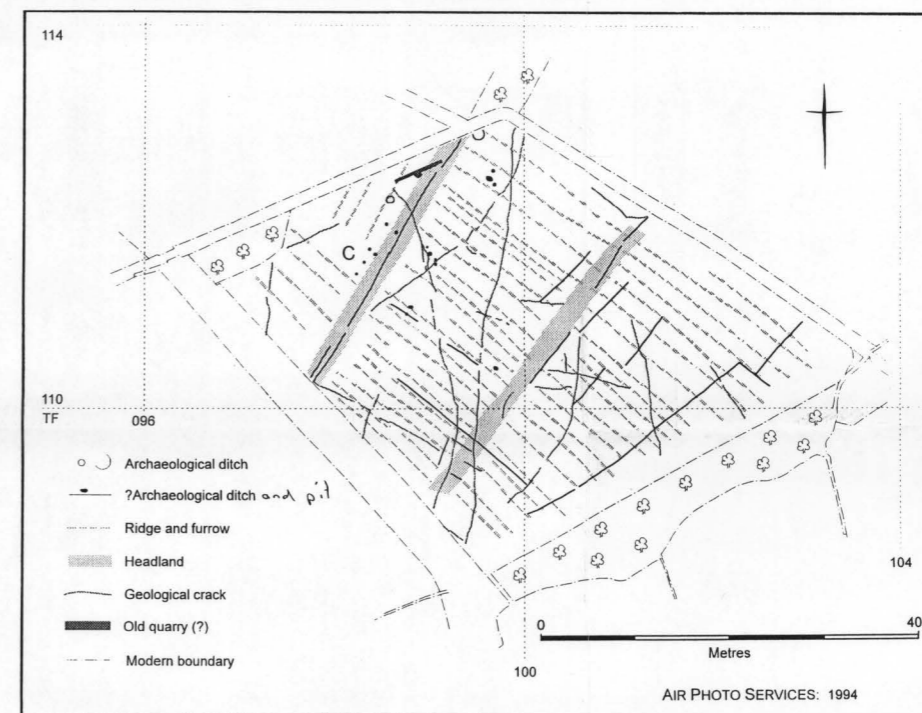 114
110
TF 096
Archaeological ditch
?Archaeological ditch and pit
Ridge and furrow
Headland
Geological crack
Old quarry (?)
Modern boundary
104
0 40
Metres
100
AIR PHOTO SERVICES: 1994